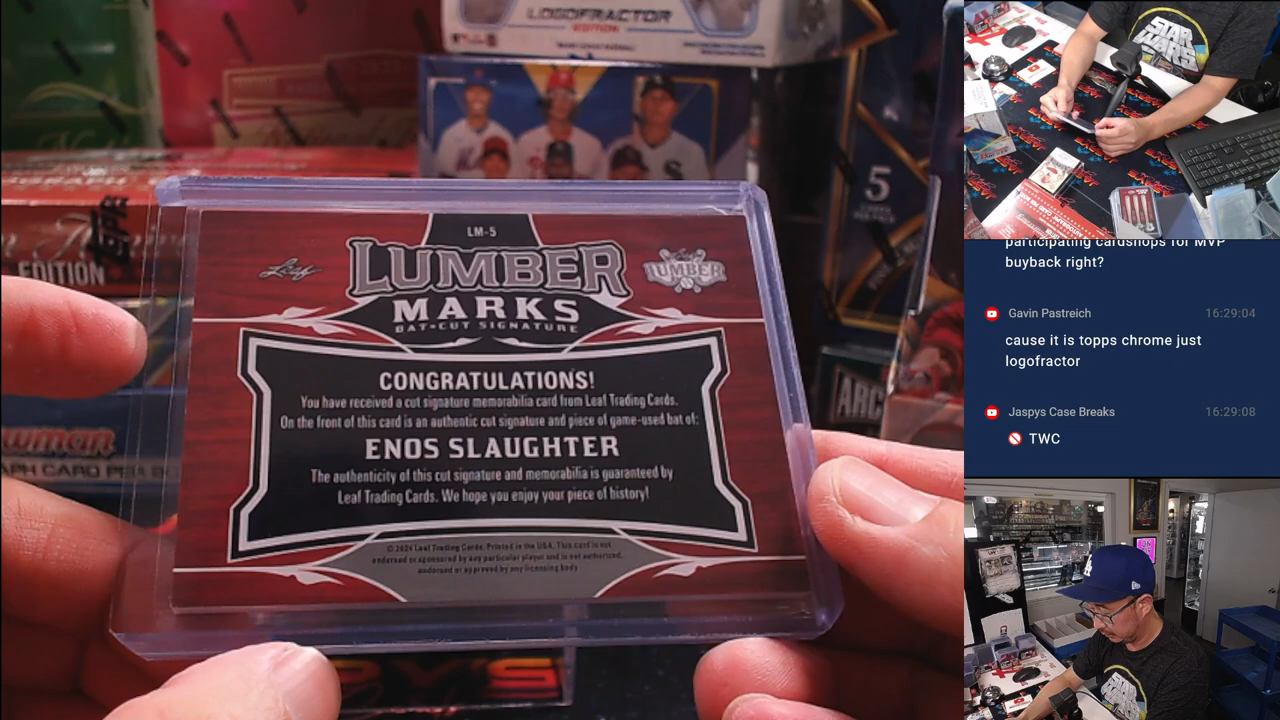 LOGOFRACTOR
EDITION
5
EDITION
LM-5
Leaf
LUMBER
LUMBER
MARKS
BAT-CUT SIGNATURE
CONGRATULATIONS!
You have received a cut signature memorabilia card from Leaf Trading Cards.
On the front of this card is an authentic cut signature and piece of game-used bat of:
ENOS SLAUGHTER
The authenticity of this cut signature and memorabilia is guaranteed by
Leaf Trading Cards. We hope you enjoy your piece of history!
© 2024 Leaf Trading Cards. Printed in the USA. This card is not
endorsed or sponsored by any particular player and is not authorized,
endorsed or approved by any licensing body
ARC
STAR
WARS
participating cardshops for MVP
buyback right?
Gavin Pastreich 16:29:04
cause it is topps chrome just
logofractor
Jaspys Case Breaks 16:29:08
TWC
LA
STAR
WARS